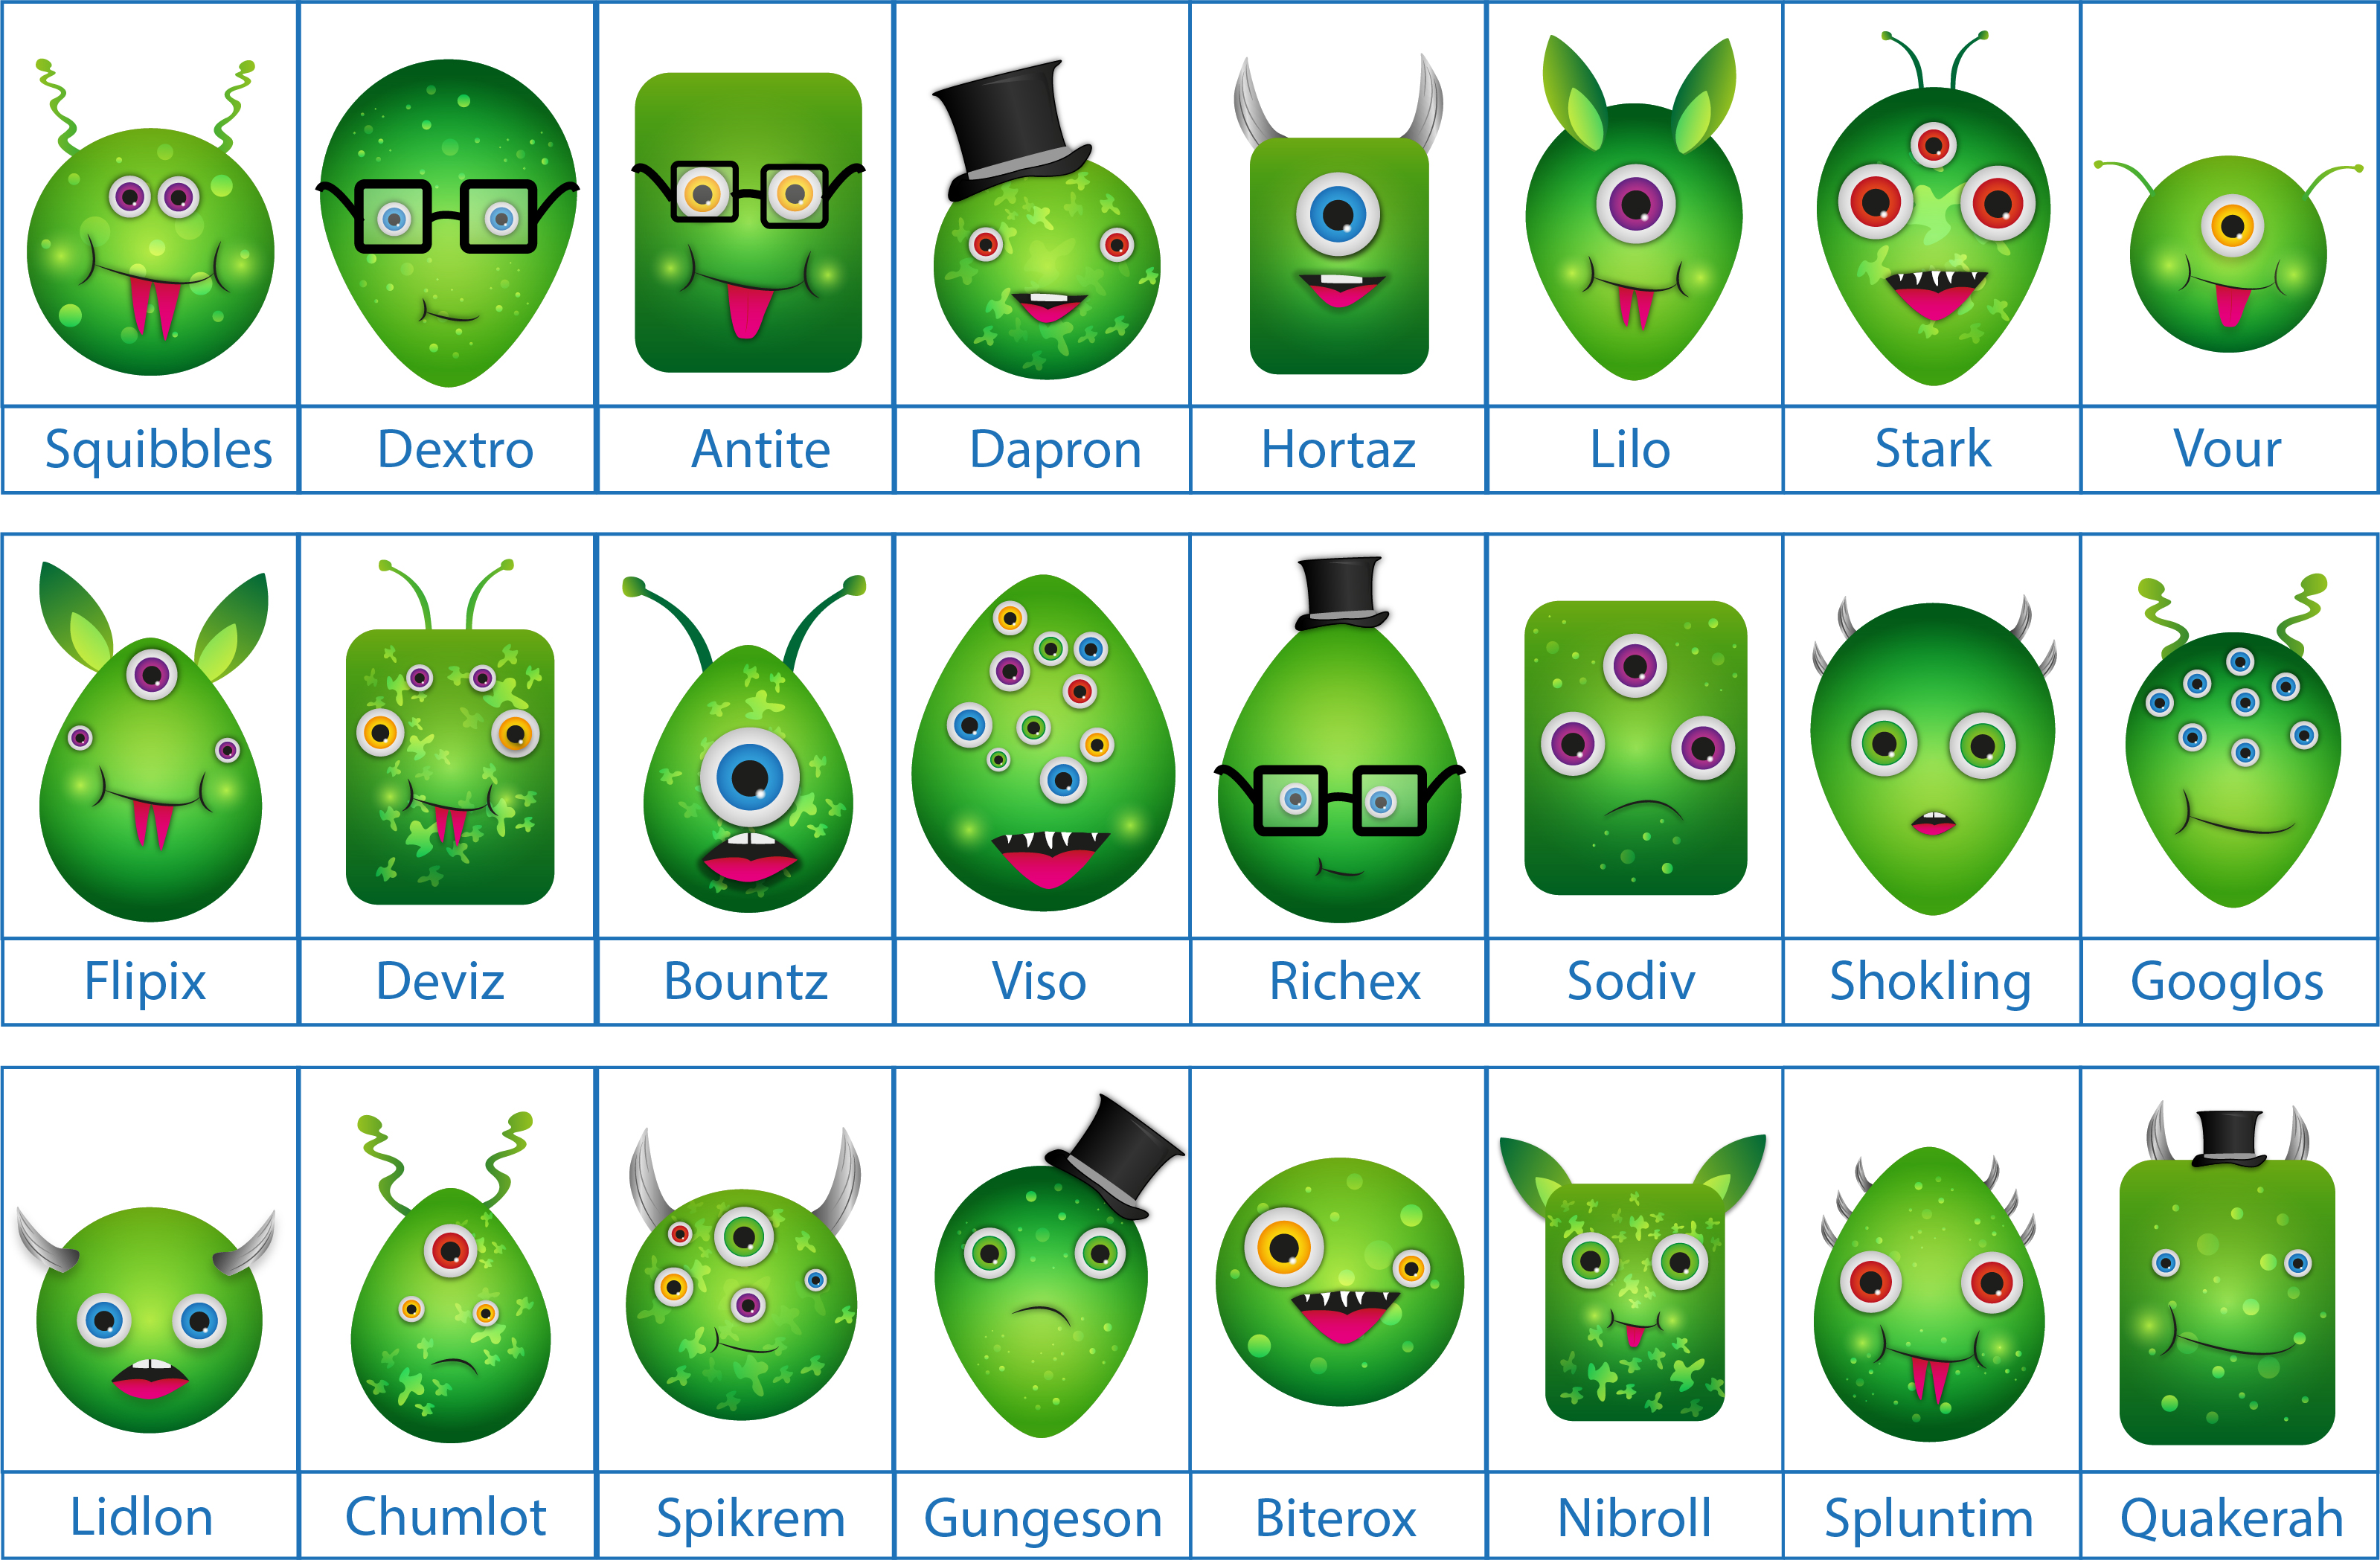 Squibbles Dextro Antite Dapron Hortaz Lilo Stark Vour
Flipix Deviz Bountz Viso Richex Sodiv Shokling Googlos
Lidlon Chumlot Spikrem Gungeson Biterox Nibroll Spluntim Quakerah